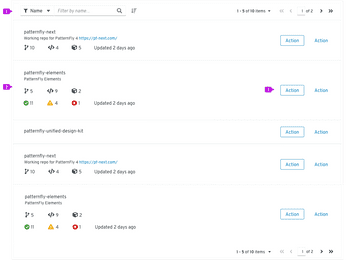 1 Name Filter by name... 1 - 5 of 10 items 1 of 2
patternfly-next
Working repo for PatternFly 4 https://pf-next.com/
10 4 5 Updated 2 days ago
Action Action
patternfly-elements
PatternFly Elements
5 9 2
11 4 1 Updated 2 days ago
2
3 Action Action
patternfly-unified-design-kit
Action Action
patternfly-next
Working repo for PatternFly 4 https://pf-next.com/
10 4 5 Updated 2 days ago
Action Action
patternfly-elements
PatternFly Elements
5 9 2
11 4 1 Updated 2 days ago
Action Action
1 - 5 of 10 items 1 of 2